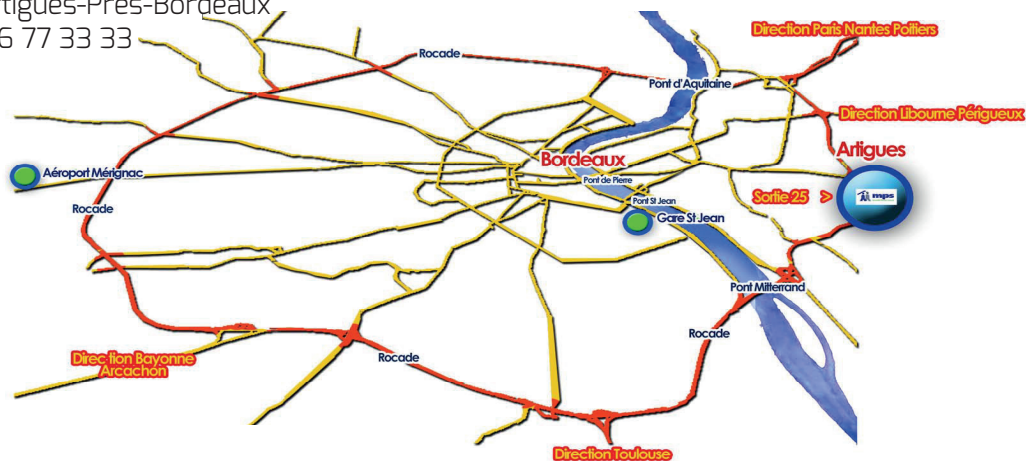 rtigues-Près-Bordeaux
6 77 33 33
Rocade
Direction Paris Nantes Poitiers
Pont d'Aquitaine
Direction Libourne Périgueux
Artigues
Bordeaux
Aéroport Mérignac
Pont de Pierre
Sortie 25 >
mps
Rocade
Pont St Jean
Gare St Jean
Pont Mitterrand
Rocade
Rocade
Direction Bayonne
Arcachon
Direction Toulouse